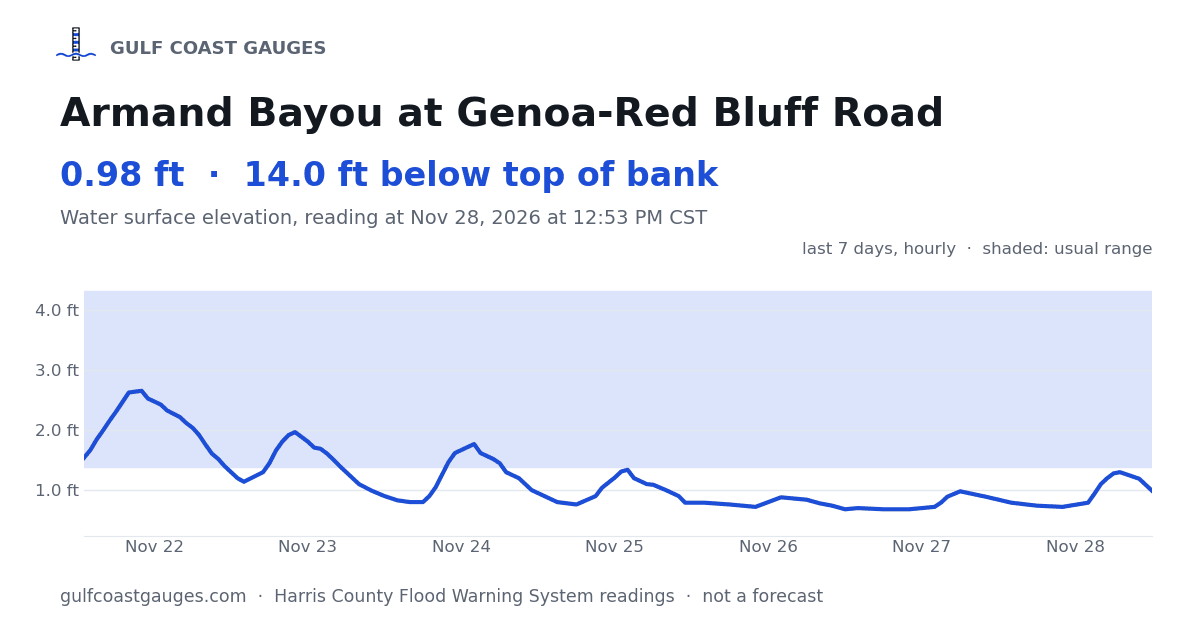 GULF COAST GAUGES
Armand Bayou at Genoa-Red Bluff Road
0.98 ft · 14.0 ft below top of bank
Water surface elevation, reading at Nov 28, 2026 at 12:53 PM CST
last 7 days, hourly · shaded: usual range
4.0 ft
3.0 ft
2.0 ft
1.0 ft
Nov 22 Nov 23 Nov 24 Nov 25 Nov 26 Nov 27 Nov 28
gulfcoastgauges.com · Harris County Flood Warning System readings · not a forecast